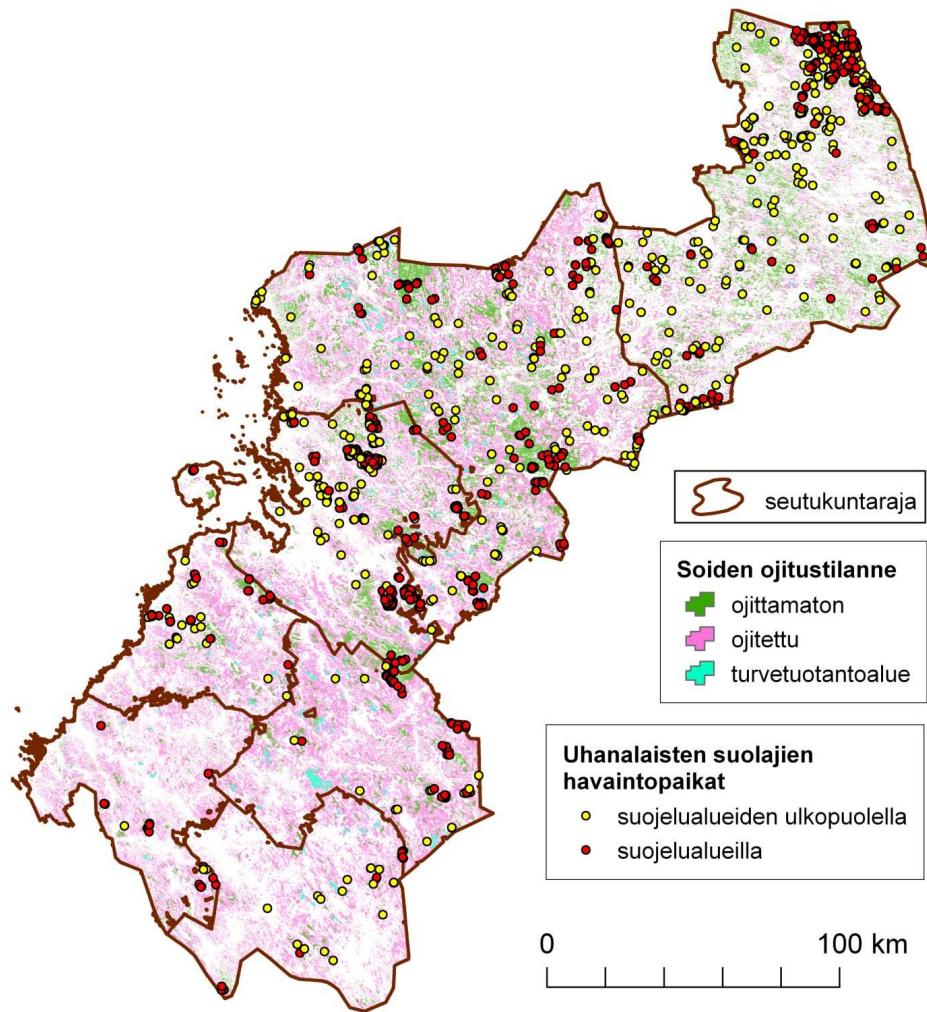 seutukuntaraja
Soiden ojitustilanne
ojittamaton
ojitettu
turvetuotantoalue
Uhanalaisten suolajien
havaintopaikat
suojelualueiden ulkopuolella
suojelualueilla
0 100 km